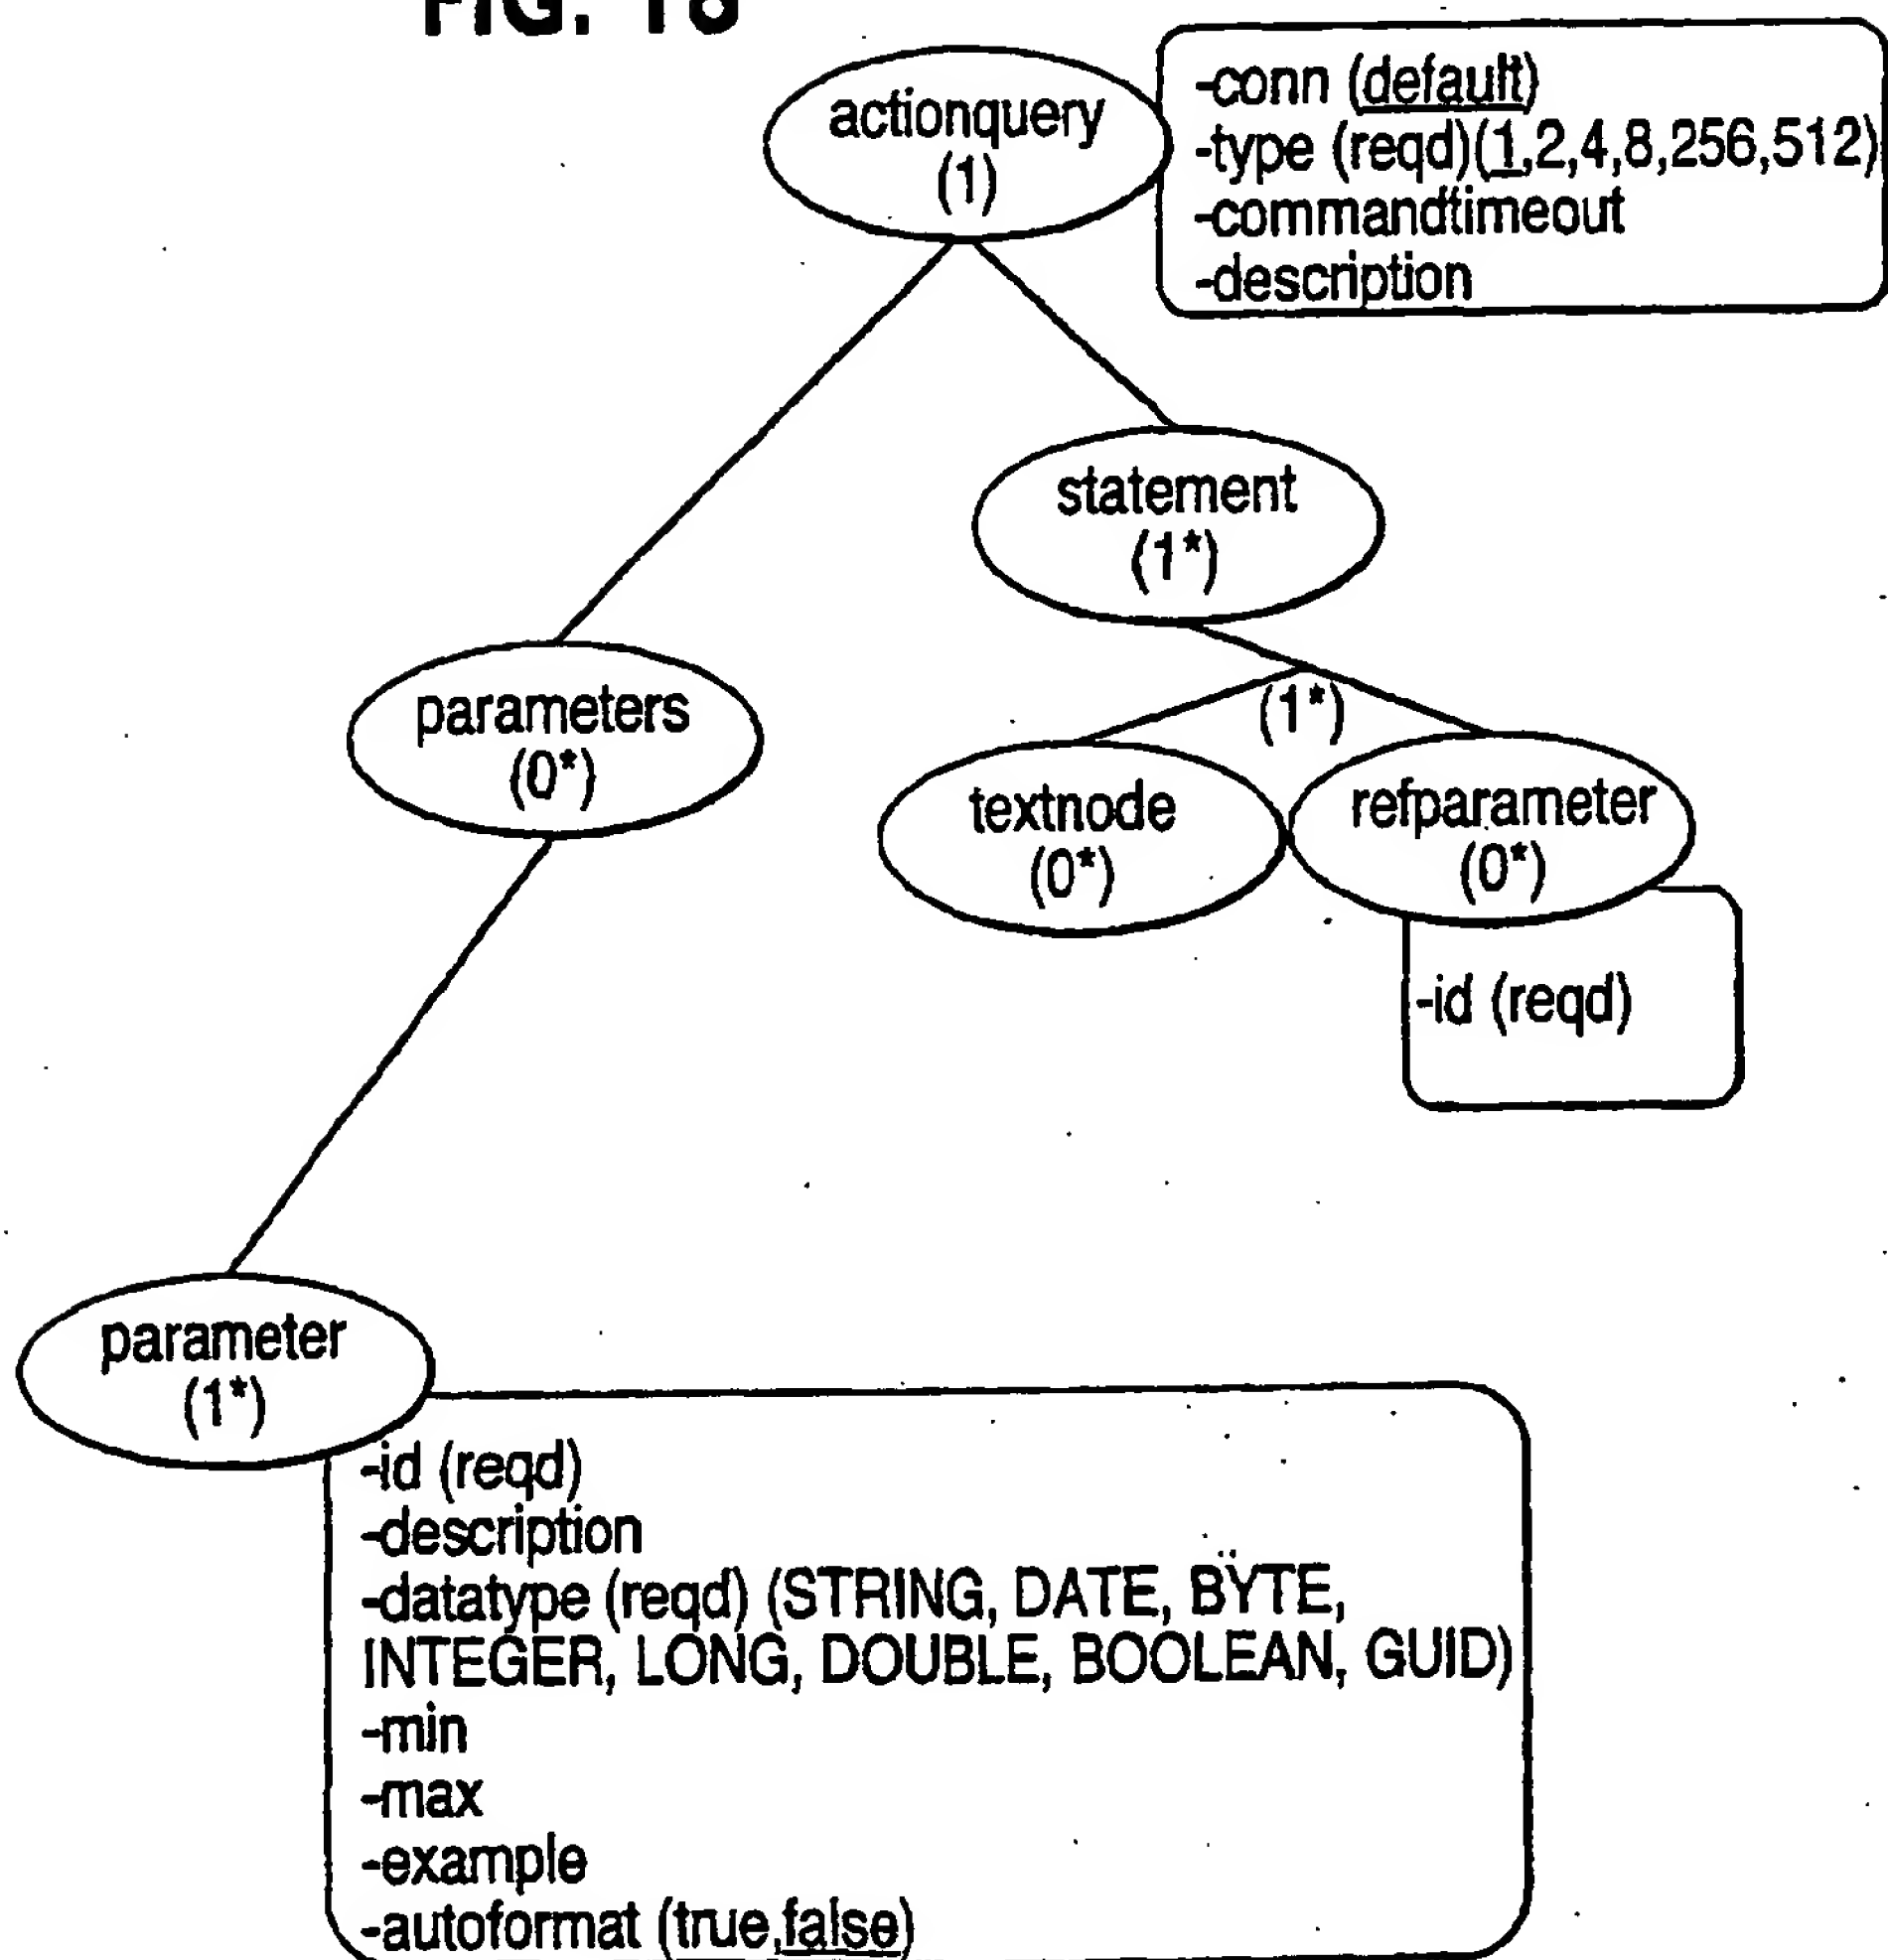 FIG. 18
actionquery
(1)
-conn (default)
-type (reqd)(1,2,4,8,256,512)
-commandtimeout
-description
statement
(1*)
parameters
(0*)
(1*)
textnode
(0*)
refparameter
(0*)
-id (reqd)
parameter
(1*)
-id (reqd)
-description
-datatype (reqd) (STRING, DATE, BYTE,
INTEGER, LONG, DOUBLE, BOOLEAN, GUID)
-min
-max
-example
-autoformat (true,false)